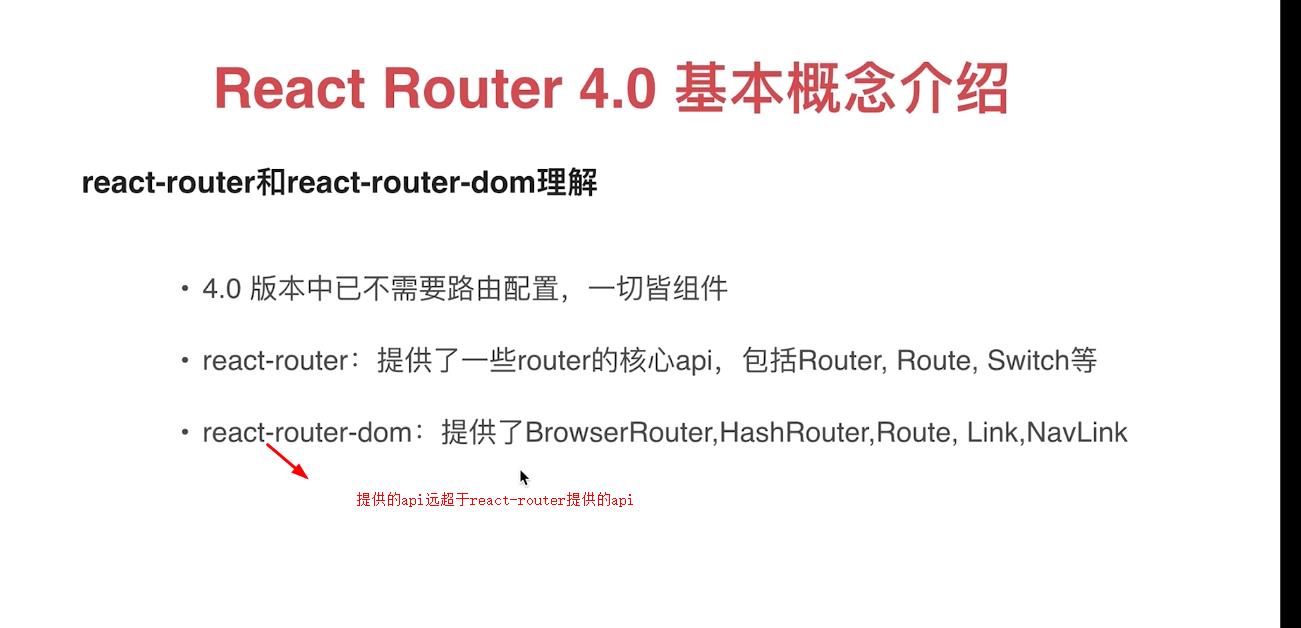 React Router 4.0 基本概念介绍
react-router和react-router-dom理解
• 4.0 版本中已不需要路由配置，一切皆组件
• react-router：提供了一些router的核心api，包括Router, Route, Switch等
• react-router-dom：提供了BrowserRouter,HashRouter,Route, Link,NavLink
提供的api远超于react-router提供的api